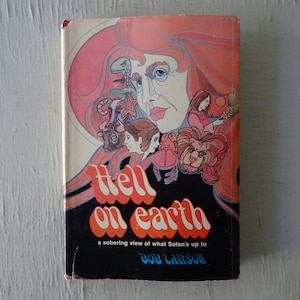 Hell
on earth
a sobering view of what Satan's up to
BOB LARSON